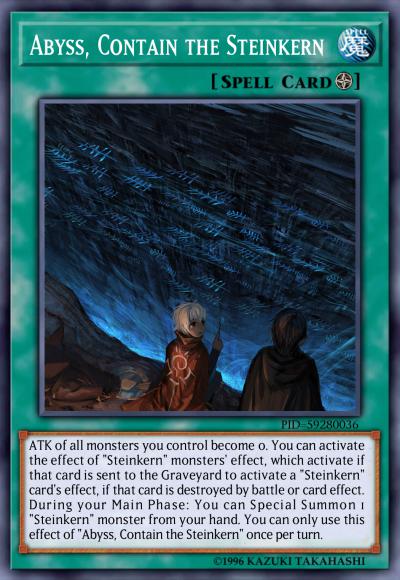 ABYSS, CONTAIN THE STEINKERN 魔
[SPELL CARD]
PID=59280036
ATK of all monsters you control become 0. You can activate
the effect of "Steinkern" monsters' effect, which activate if
that card is sent to the Graveyard to activate a "Steinkern"
card's effect, if that card is destroyed by battle or card effect.
During your Main Phase: You can Special Summon 1
"Steinkern" monster from your hand. You can only use this
effect of "Abyss, Contain the Steinkern" once per turn.
©1996 KAZUKI TAKAHASHI